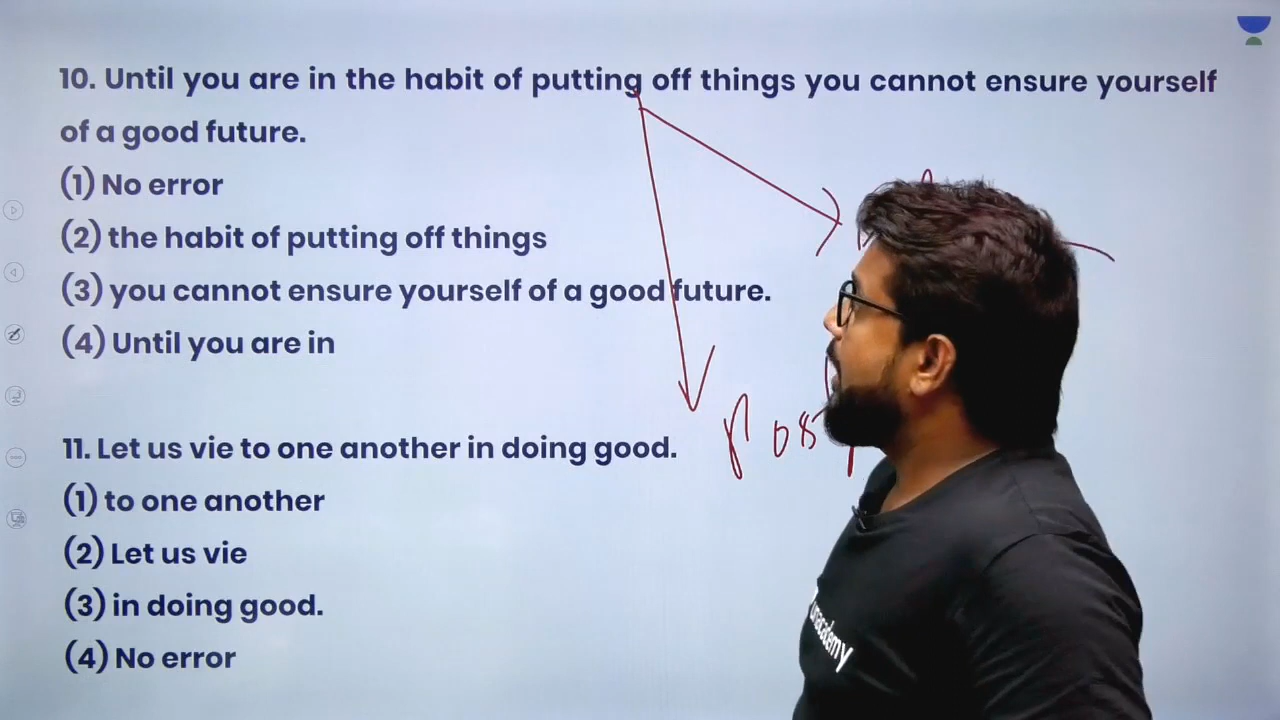 10. Until you are in the habit of putting off things you cannot ensure yourself
of a good future.
(1) No error
(2) the habit of putting off things
(3) you cannot ensure yourself of a good future.
(4) Until you are in
11. Let us vie to one another in doing good.
(1) to one another
(2) Let us vie
(3) in doing good.
(4) No error
unacademy